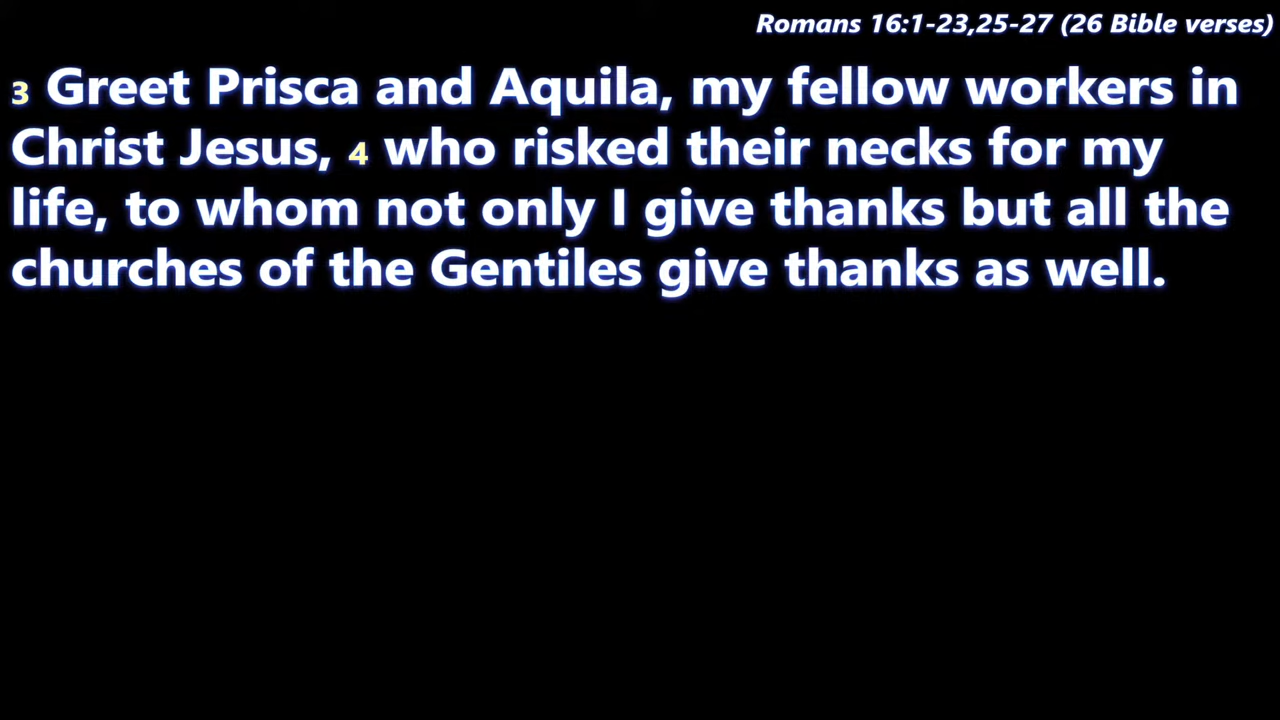 Romans 16:1-23,25-27 (26 Bible verses)
3 Greet Prisca and Aquila, my fellow workers in
Christ Jesus, 4 who risked their necks for my
life, to whom not only I give thanks but all the
churches of the Gentiles give thanks as well.